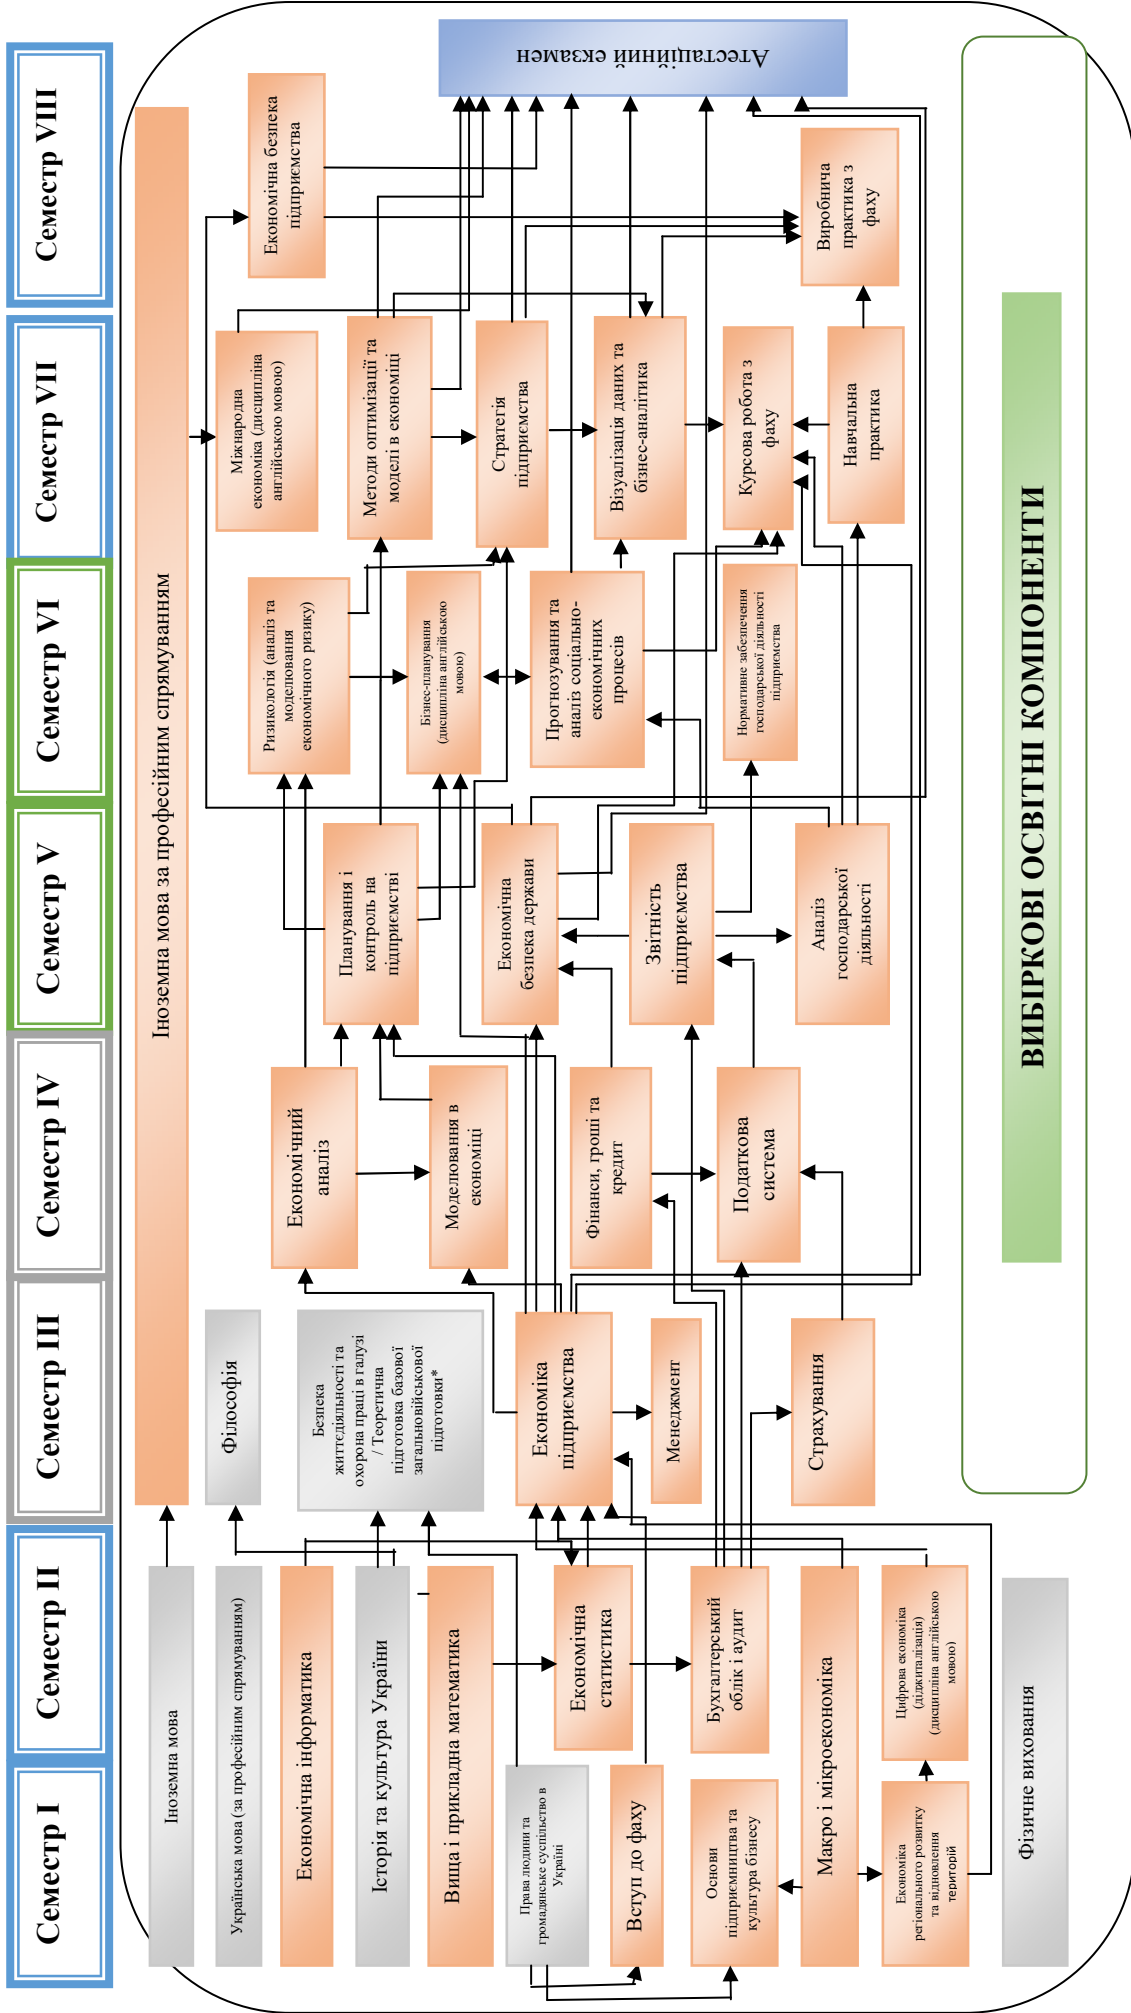 Семестр I
Семестр II
Семестр III
Семестр IV
Семестр V
Семестр VI
Семестр VII
Семестр VIII
Іноземна мова
Українська мова (за професійним спрямуванням)
Економічна інформатика
Історія та культура України
Вища і прикладна математика
Права людини та
громадянське суспільство в
Україні
Вступ до фаху
Основи
підприємництва та
культура бізнесу
Макро і мікроекономіка
Економіка
регіонального розвитку
та відновлення
територій
Фізичне виховання
Економічна
статистика
Бухгалтерський
облік і аудит
Цифрова економіка
(діджиталізація)
(дисципліна англійською
мовою)
Іноземна мова за професійним спрямуванням
Філософія
Безпека
життєдіяльності та
охорона праці в галузі
/ Теоретична
підготовка базової
загальновійськової
підготовки*
Економіка
підприємства
Менеджмент
Страхування
Економічний
аналіз
Моделювання в
економіці
Фінанси, гроші та
кредит
Податкова
система
Планування і
контроль на
підприємстві
Економічна
безпека держави
Звітність
підприємства
Аналіз
господарської
діяльності
Ризикологія (аналіз та
моделювання
економічного ризику)
Бізнес-планування
(дисципліна англійською
мовою)
Прогнозування та
аналіз соціально-
економічних
процесів
Нормативне забезпечення
господарської діяльності
підприємства
Міжнародна
економіка (дисципліна
англійською мовою)
Методи оптимізації та
моделі в економіці
Стратегія
підприємства
Візуалізація даних та
бізнес-аналітика
Курсова робота з
фаху
Навчальна
практика
Економічна безпека
підприємства
Виробнича
практика з
фаху
Атестаційний екзамен
ВИБІРКОВІ ОСВІТНІ КОМПОНЕНТИ